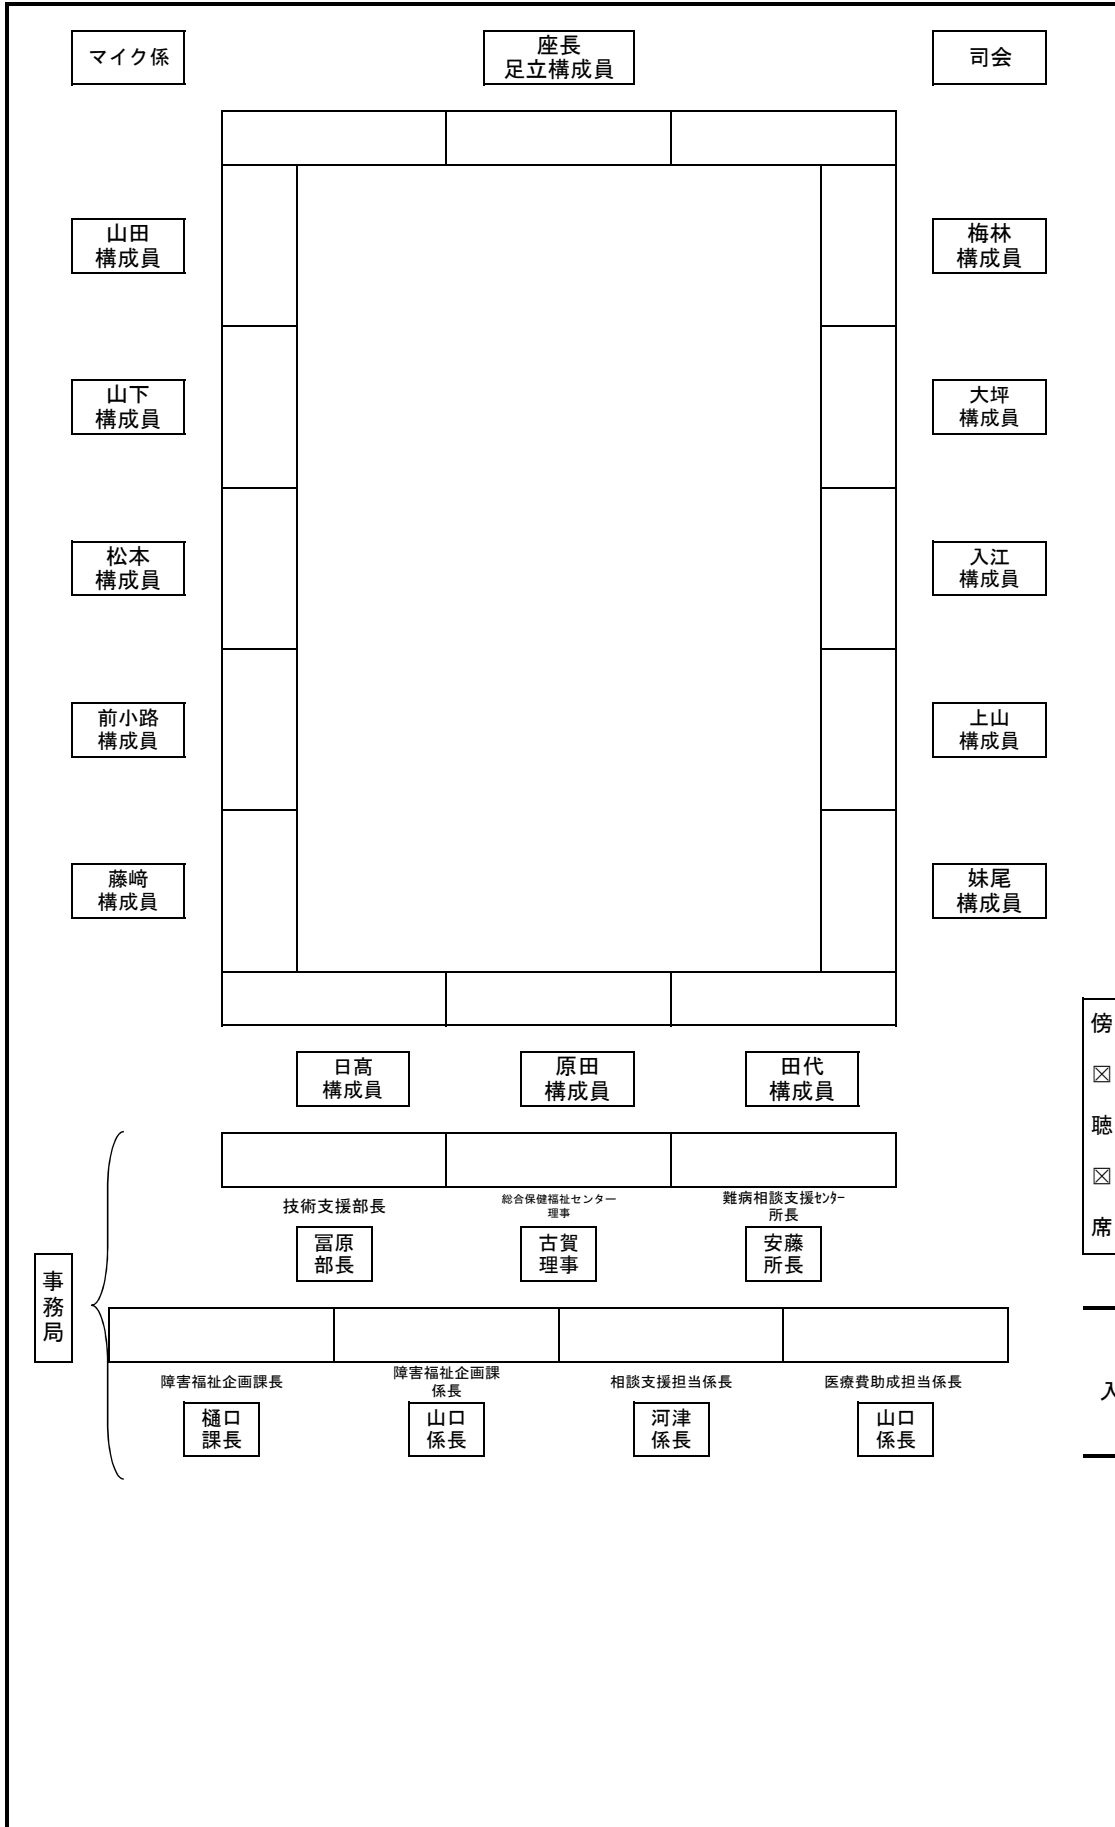 マイク係
座長
足立構成員
司会
山田
構成員
梅林
構成員
山下
構成員
大坪
構成員
松本
構成員
入江
構成員
前小路
構成員
上山
構成員
藤﨑
構成員
妹尾
構成員
日髙
構成員
原田
構成員
田代
構成員
傍
☒
聴
☒
席
技術支援部長
総合保健福祉センター
理事
難病相談支援ｾﾝﾀｰ
所長
冨原
部長
古賀
理事
安藤
所長
事
務
局
障害福祉企画課長
障害福祉企画課
係長
相談支援担当係長
医療費助成担当係長
樋口
課長
山口
係長
河津
係長
山口
係長
入